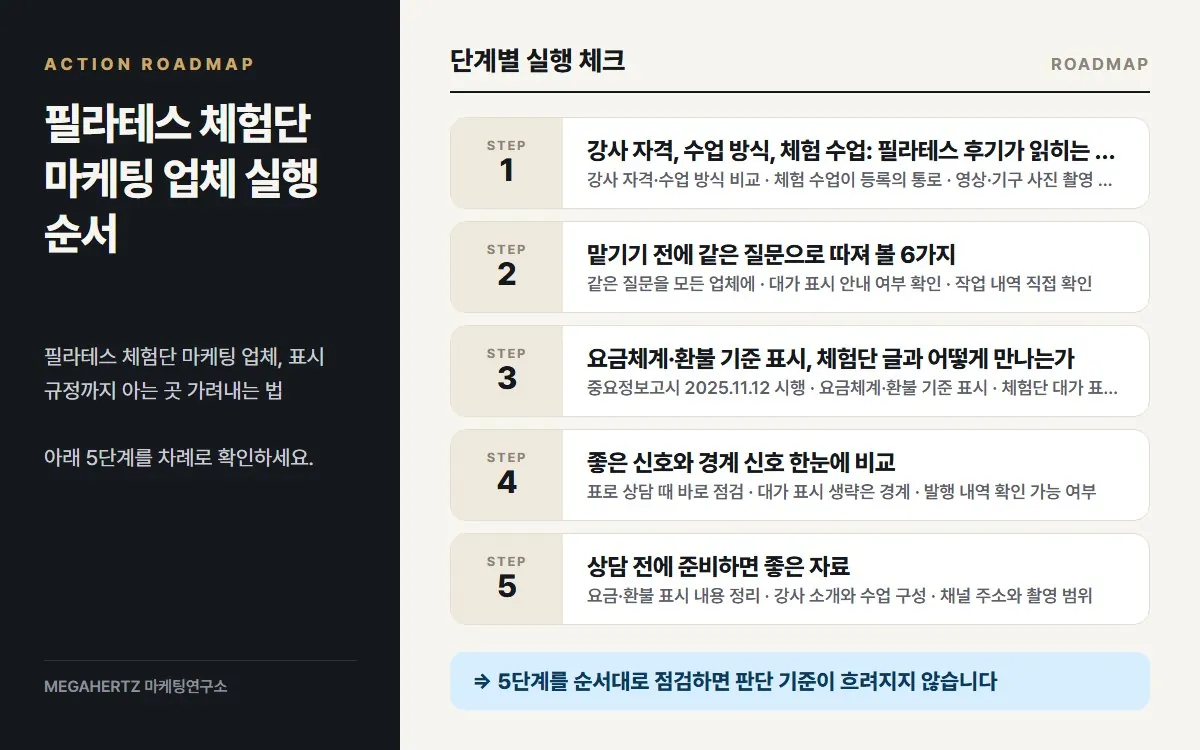 ACTION ROADMAP
필라테스 체험단
마케팅 업체 실행
순서
필라테스 체험단 마케팅 업체, 표시
규정까지 아는 곳 가려내는 법
아래 5단계를 차례로 확인하세요.
MEGAHERTZ 마케팅연구소
단계별 실행 체크
ROADMAP
STEP
1
강사 자격, 수업 방식, 체험 수업: 필라테스 후기가 읽히는 ...
강사 자격·수업 방식 비교 · 체험 수업이 등록의 통로 · 영상·기구 사진 촬영 ...
STEP
2
맡기기 전에 같은 질문으로 따져 볼 6가지
같은 질문을 모든 업체에 · 대가 표시 안내 여부 확인 · 작업 내역 직접 확인
STEP
3
요금체계·환불 기준 표시, 체험단 글과 어떻게 만나는가
중요정보고시 2025.11.12 시행 · 요금체계·환불 기준 표시 · 체험단 대가 표...
STEP
4
좋은 신호와 경계 신호 한눈에 비교
표로 상담 때 바로 점검 · 대가 표시 생략은 경계 · 발행 내역 확인 가능 여부
STEP
5
상담 전에 준비하면 좋은 자료
요금·환불 표시 내용 정리 · 강사 소개와 수업 구성 · 채널 주소와 촬영 범위
→ 5단계를 순서대로 점검하면 판단 기준이 흐려지지 않습니다